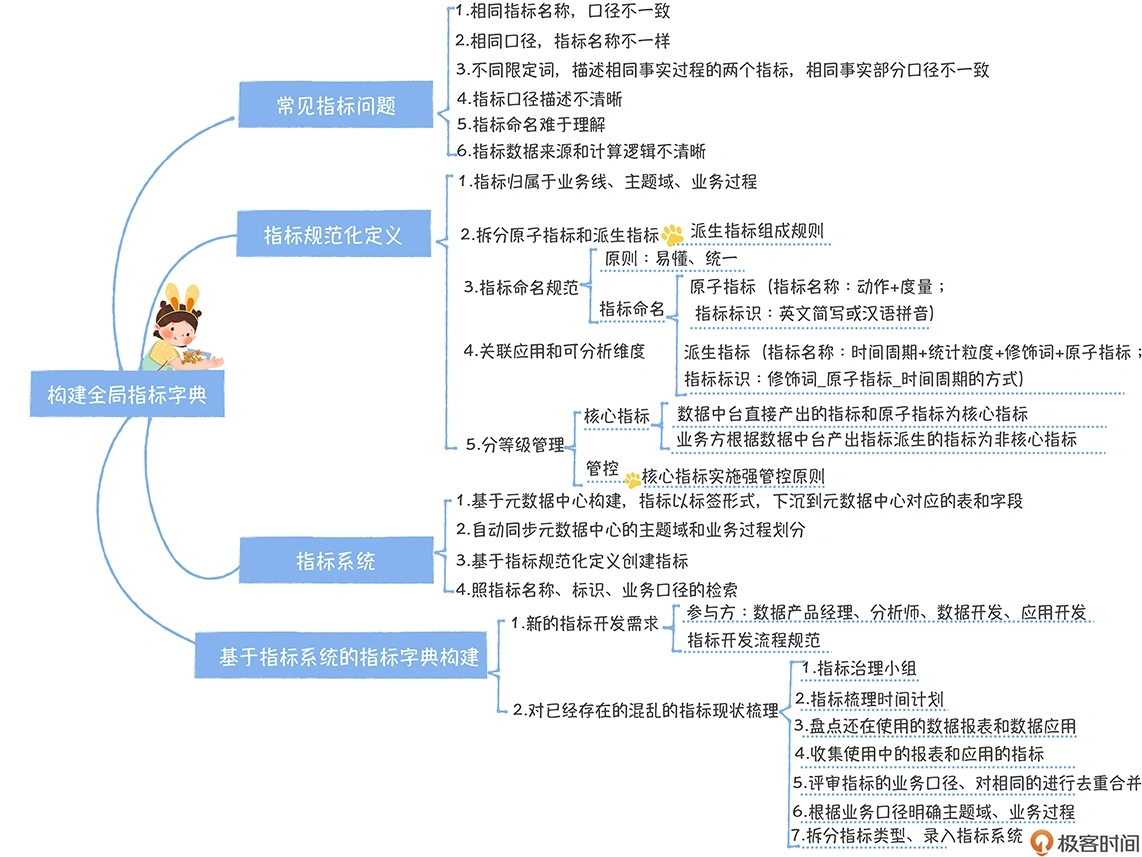 构建全局指标字典
常见指标问题
1.相同指标名称，口径不一致
2.相同口径，指标名称不一样
3.不同限定词，描述相同事实过程的两个指标，相同事实部分口径不一致
4.指标口径描述不清晰
5.指标命名难于理解
6.指标数据来源和计算逻辑不清晰
指标规范化定义
1.指标归属于业务线、主题域、业务过程
2.拆分原子指标和派生指标
派生指标组成规则
3.指标命名规范
原则：易懂、统一
指标命名
原子指标（指标名称：动作+度量；
指标标识：英文简写或汉语拼音）
派生指标（指标名称：时间周期+统计粒度+修饰词+原子指标；
指标标识：修饰词_原子指标_时间周期的方式）
4.关联应用和可分析维度
5.分等级管理
核心指标
数据中台直接产出的指标和原子指标为核心指标
业务方根据数据中台产出指标派生的指标为非核心指标
管控
核心指标实施强管控原则
指标系统
1.基于元数据中心构建，指标以标签形式，下沉到元数据中心对应的表和字段
2.自动同步元数据中心的主题域和业务过程划分
3.基于指标规范化定义创建指标
4.照指标名称、标识、业务口径的检索
基于指标系统的指标字典构建
1.新的指标开发需求
参与方：数据产品经理、分析师、数据开发、应用开发
指标开发流程规范
2.对已经存在的混乱的指标现状梳理
1.指标治理小组
2.指标梳理时间计划
3.盘点还在使用的数据报表和数据应用
4.收集使用中的报表和应用的指标
5.评审指标的业务口径、对相同的进行去重合并
6.根据业务口径明确主题域、业务过程
7.拆分指标类型、录入指标系统
极客时间